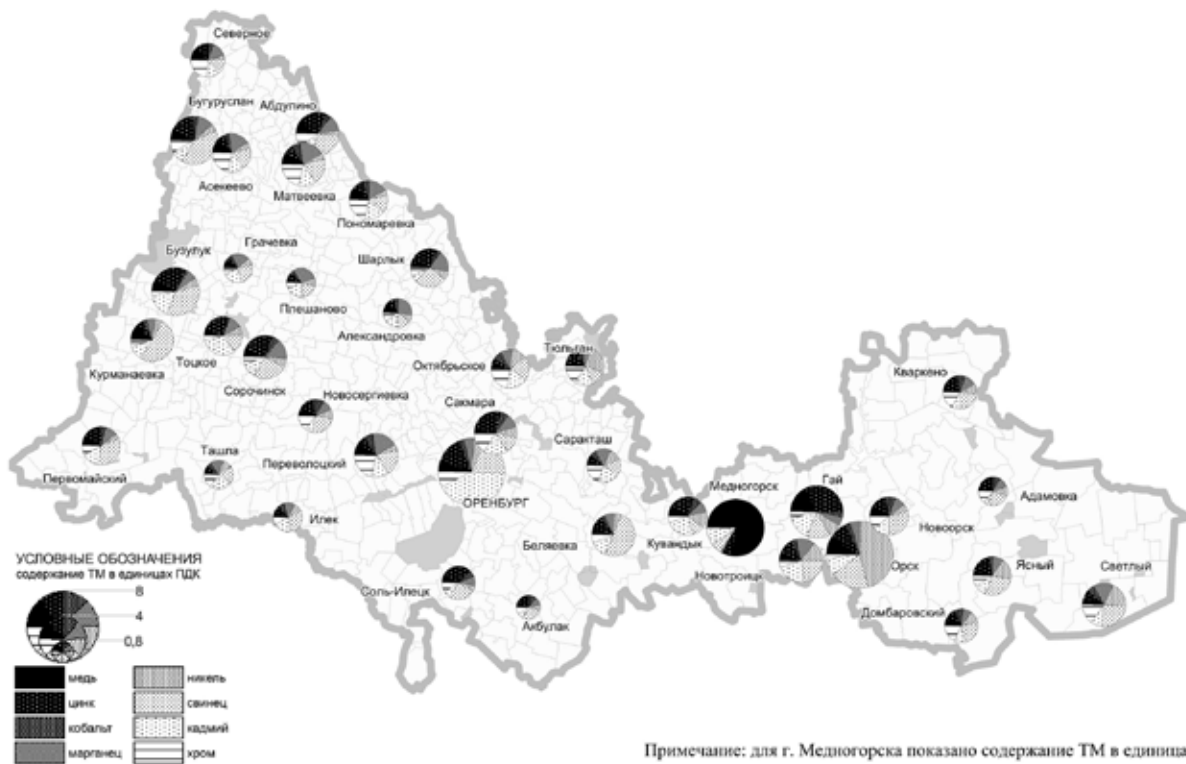 Северное
Бугуруслан
Абдулино
Асекеево
Матвеевка
Пономаревка
Грачевка
Бузулук
Шарлык
Плешаново
Александровка
Тюльган
Октябрьское
Курманаевка
Тоцкое
Сорочинск
Новосергиевка
Сакмара
Кваркено
Первомайский
Ташла
Переволоцкий
Саракташ
ОРЕНБУРГ
Медногорск
Гай
Адамовка
Илек
Беляевка
Кувандык
Новоорск
Новотроицк
Орск
Ясный
Светлый
Соль-Илецк
Акбулак
Домбаровский
УСЛОВНЫЕ ОБОЗНАЧЕНИЯ
содержание ТМ в единицах ПДК
8
4
0,8
медь
никель
цинк
свинец
кобальт
кадмий
марганец
хром
Примечание: для г. Медногорска показано содержание ТМ в единица